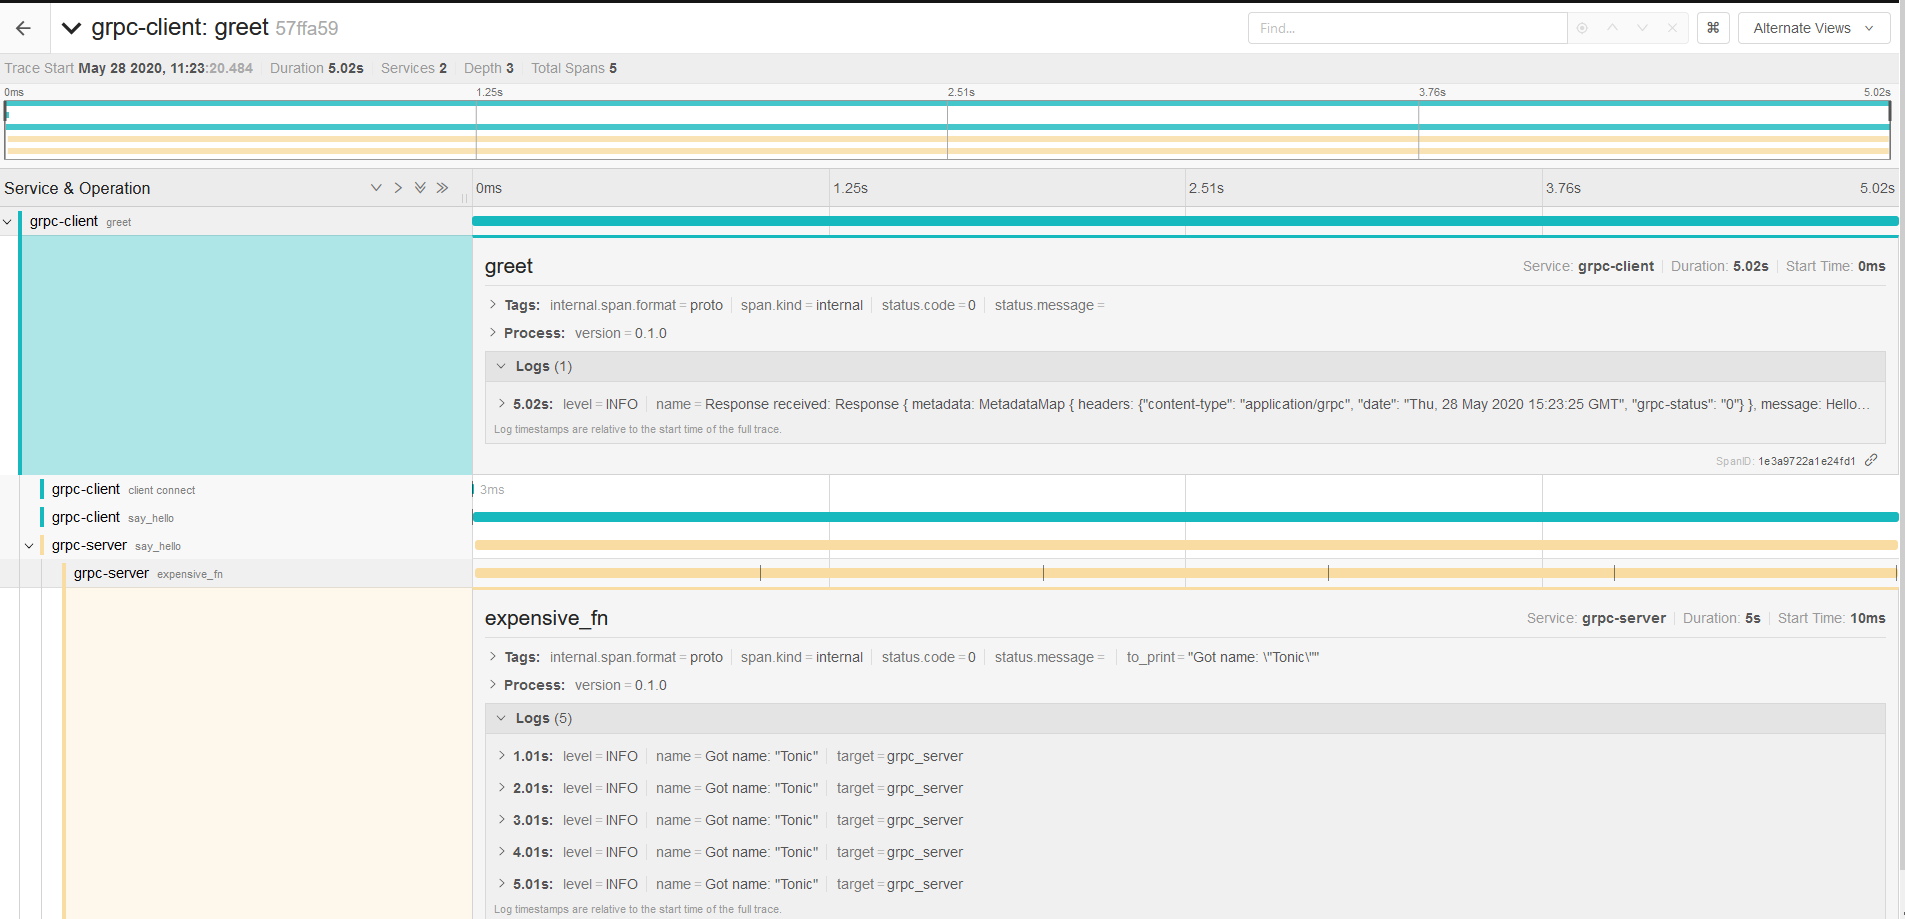 grpc-client: greet 57ffa59 Find... ⌘ Alternate Views
Trace Start May 28 2020, 11:23:20.484 Duration 5.02s Services 2 Depth 3 Total Spans 5
0ms 1.25s 2.51s 3.76s 5.02s
Service & Operation 0ms 1.25s 2.51s 3.76s 5.02s
grpc-client greet
greet Service: grpc-client Duration: 5.02s Start Time: 0ms
Tags: internal.span.format = proto span.kind = internal status.code = 0 status.message =
Process: version = 0.1.0
Logs (1)
5.02s: level = INFO name = Response received: Response { metadata: MetadataMap { headers: {"content-type": "application/grpc", "date": "Thu, 28 May 2020 15:23:25 GMT", "grpc-status": "0"} }, message: Hello...
Log timestamps are relative to the start time of the full trace.
SpanID: 1e3a9722a1e24fd1
grpc-client client connect 3ms
grpc-client say_hello
grpc-server say_hello
grpc-server expensive_fn
expensive_fn Service: grpc-server Duration: 5s Start Time: 10ms
Tags: internal.span.format = proto span.kind = internal status.code = 0 status.message = to_print = "Got name: \"Tonic\""
Process: version = 0.1.0
Logs (5)
1.01s: level = INFO name = Got name: "Tonic" target = grpc_server
2.01s: level = INFO name = Got name: "Tonic" target = grpc_server
3.01s: level = INFO name = Got name: "Tonic" target = grpc_server
4.01s: level = INFO name = Got name: "Tonic" target = grpc_server
5.01s: level = INFO name = Got name: "Tonic" target = grpc_server
Log timestamps are relative to the start time of the full trace.